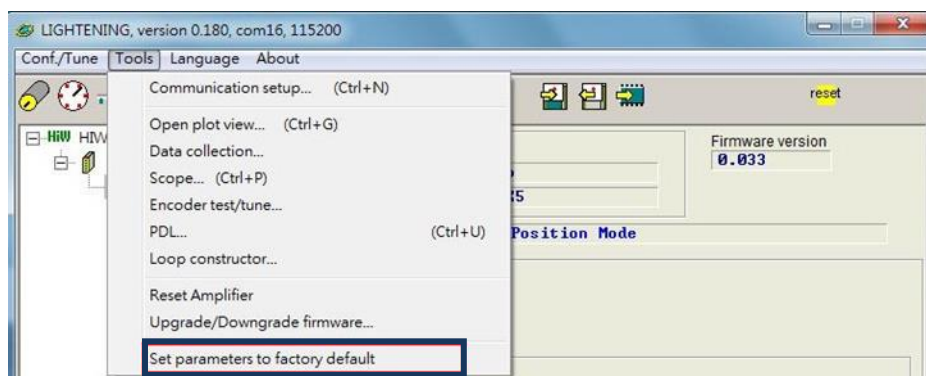 LIGHTENING, version 0.180, com16, 115200
Conf./Tune Tools Language About
reset
Communication setup... (Ctrl+N)
Open plot view... (Ctrl+G)
Data collection...
Scope... (Ctrl+P)
Encoder test/tune...
PDL... (Ctrl+U)
Loop constructor...
Reset Amplifier
Upgrade/Downgrade firmware...
Set parameters to factory default
HiW HIW
Firmware version
0.033
Position Mode